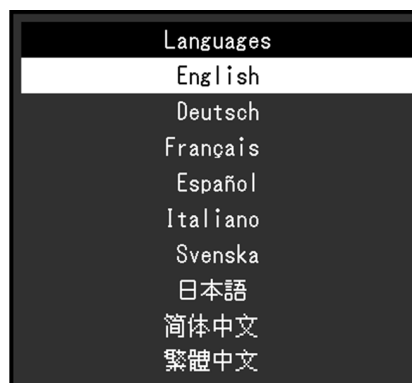 Languages
English
Deutsch
Français
Español
Italiano
Svenska
日本語
简体中文
繁體中文